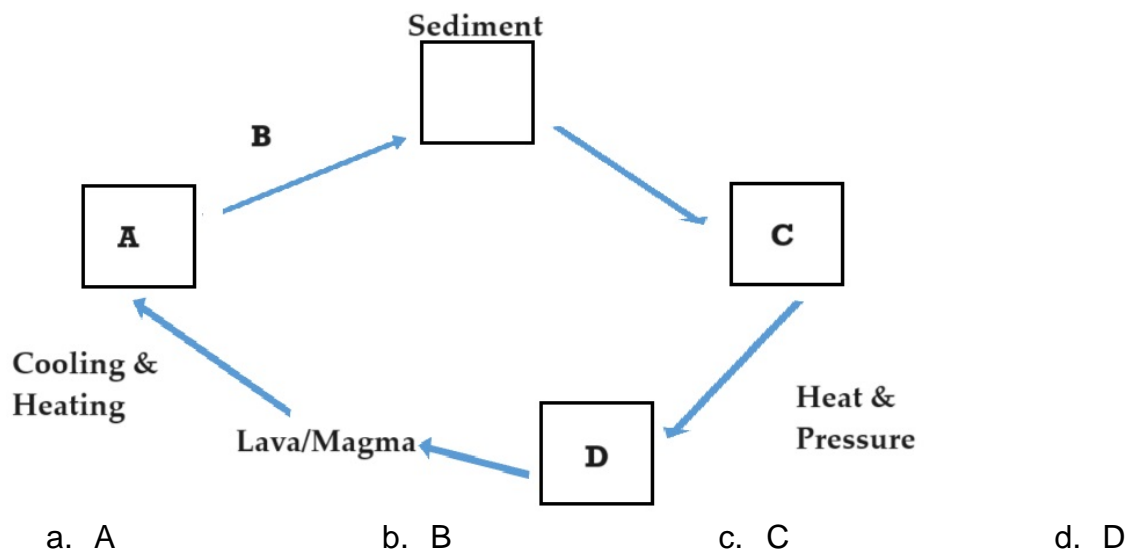 Sediment
B
A
C
Cooling &
Heating
Heat &
Pressure
Lava/Magma
D
a. A b. B c. C d. D